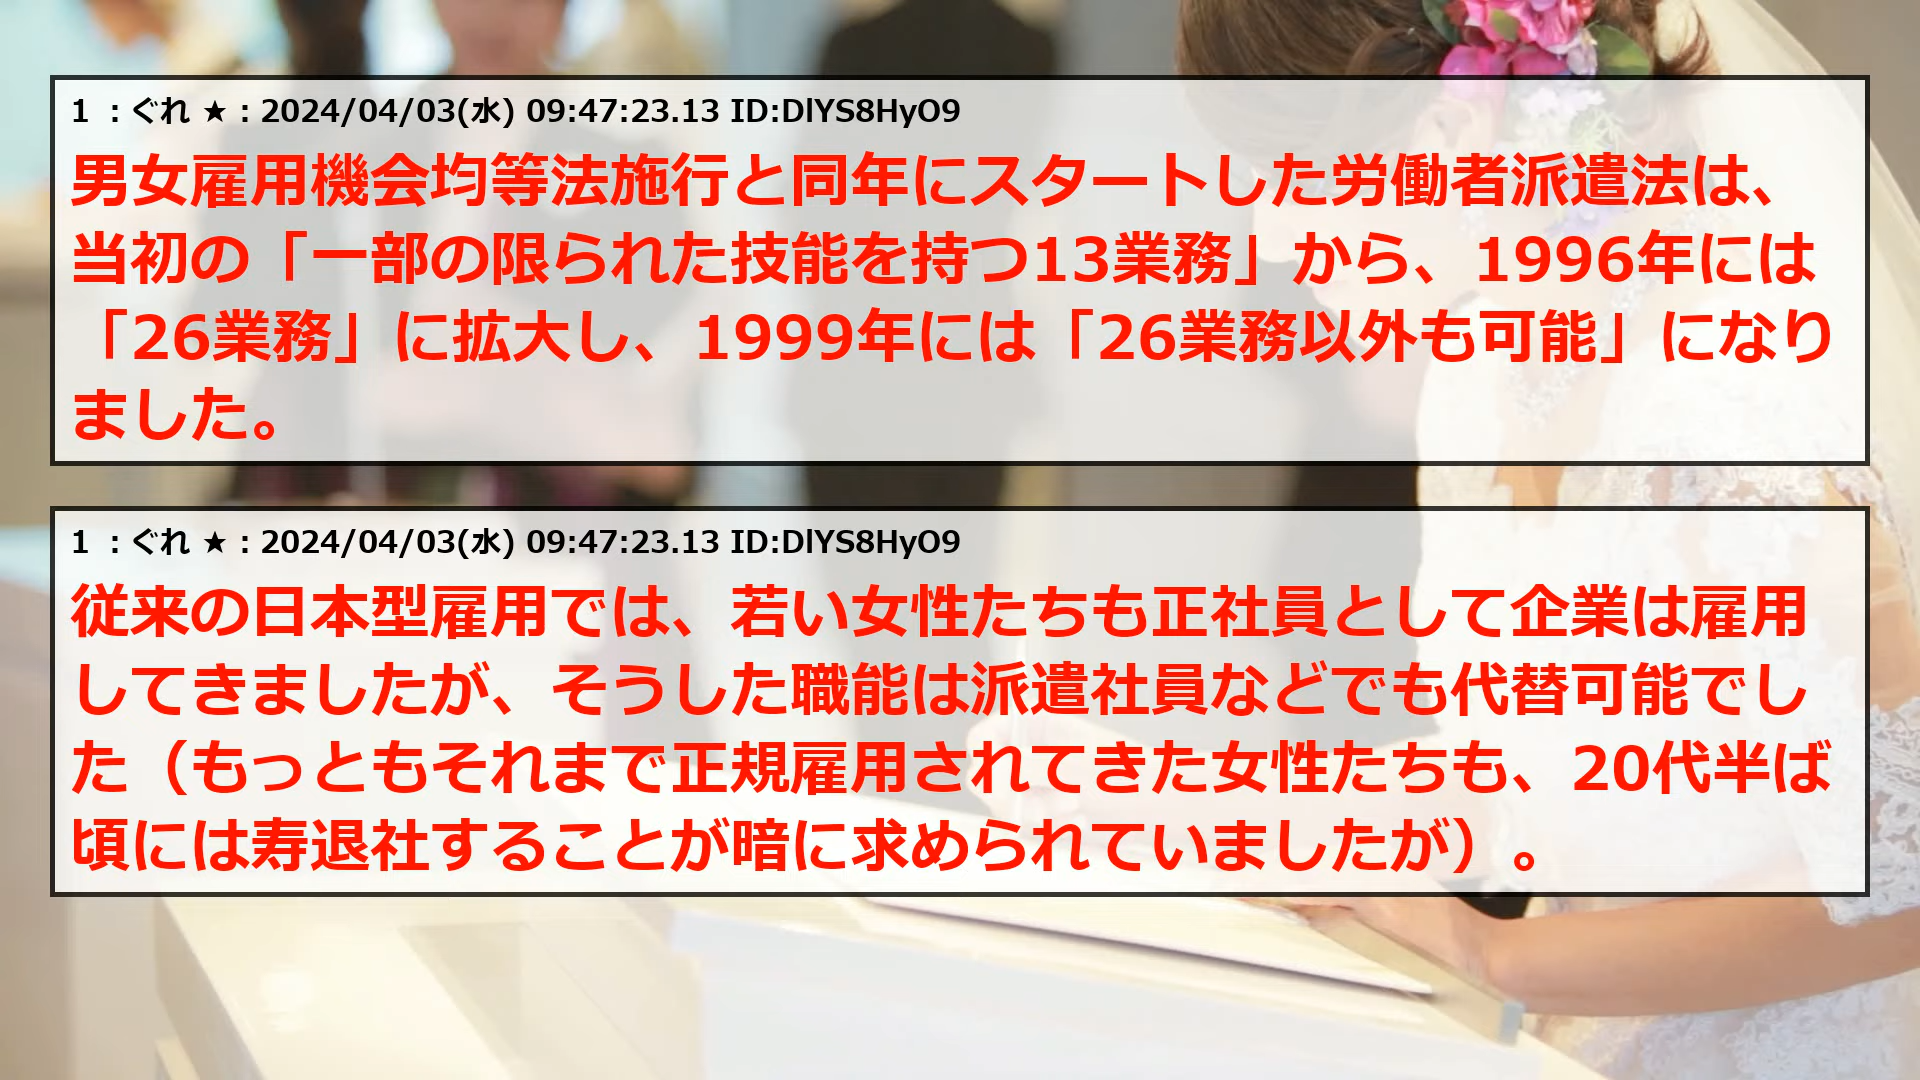 1 ：ぐれ ★：2024/04/03(水) 09:47:23.13 ID:DlYS8HyO9
男女雇用機会均等法施行と同年にスタートした労働者派遣法は、
当初の「一部の限られた技能を持つ13業務」から、1996年には
「26業務」に拡大し、1999年には「26業務以外も可能」になり
ました。
1 ：ぐれ ★：2024/04/03(水) 09:47:23.13 ID:DlYS8HyO9
従来の日本型雇用では、若い女性たちも正社員として企業は雇用
してきましたが、そうした職能は派遣社員などでも代替可能でし
た（もっともそれまで正規雇用されてきた女性たちも、20代半ば
頃には寿退社することが暗に求められていましたが）。